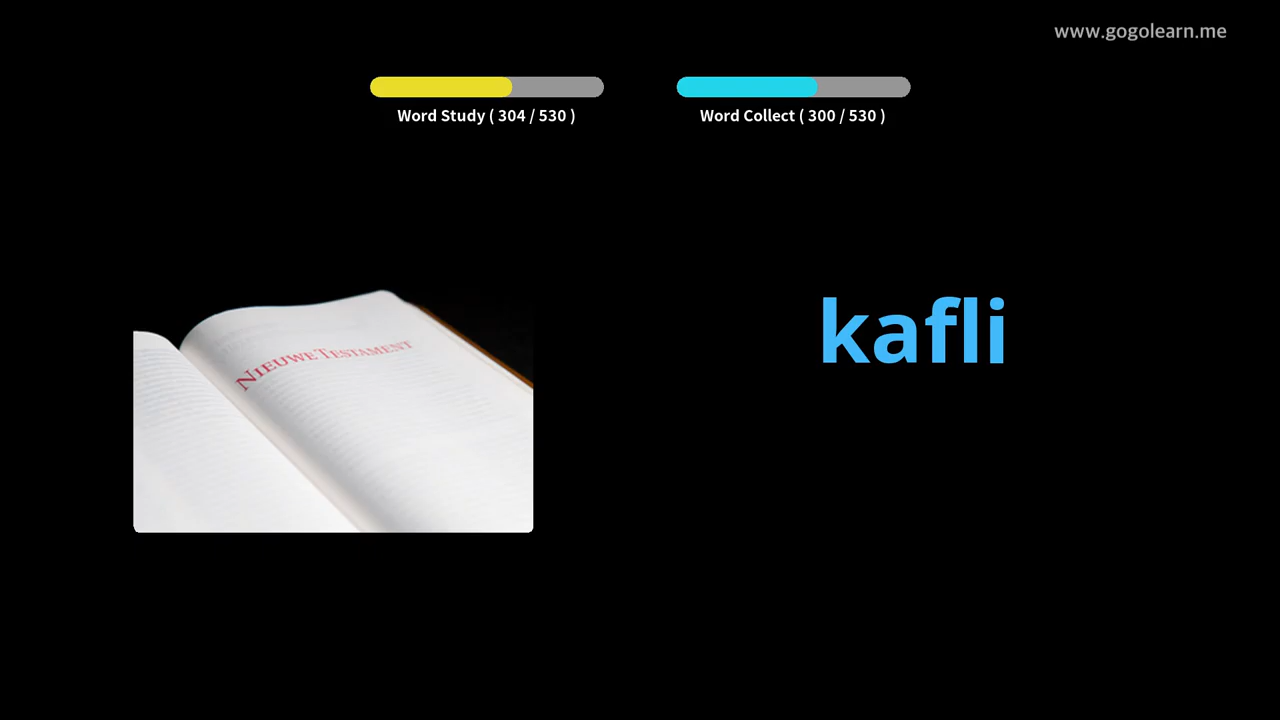 www.gogolearn.me
Word Study ( 304 / 530 )
Word Collect ( 300 / 530 )
NIEUWE TESTAMENT
kafli